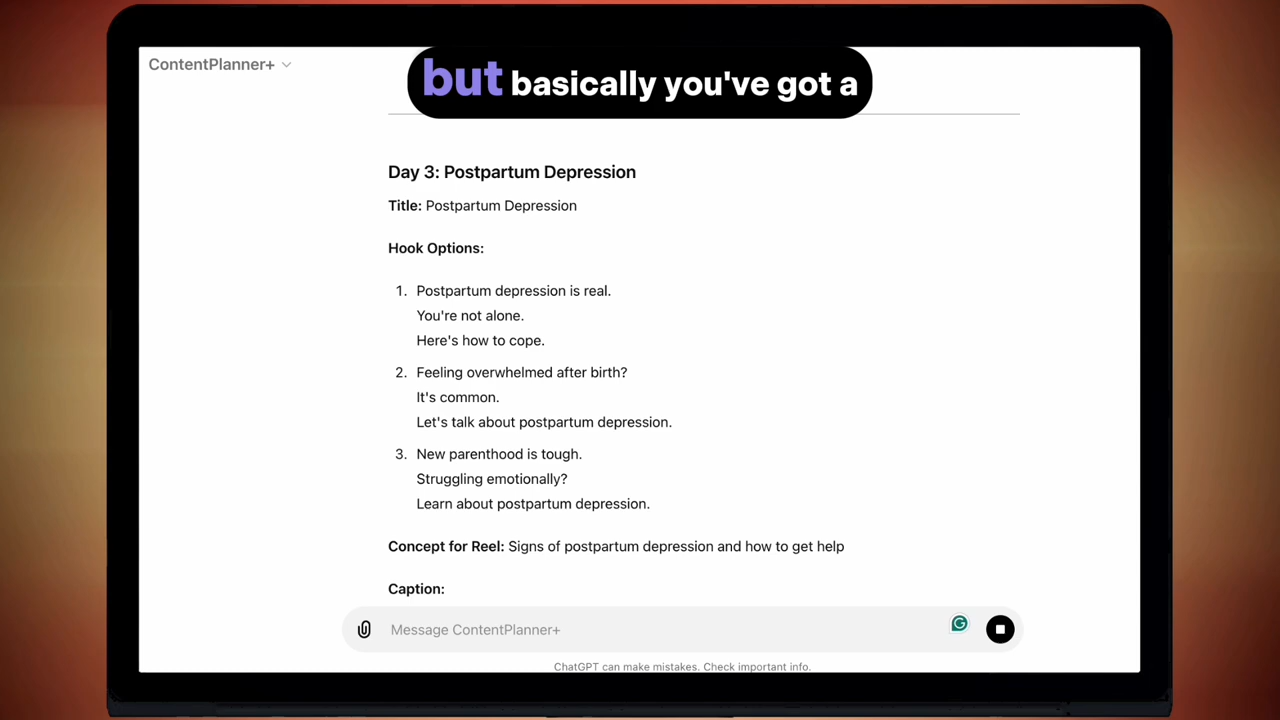 ContentPlanner+
but basically you've got a
Day 3: Postpartum Depression
Title: Postpartum Depression
Hook Options:
1. Postpartum depression is real.
You're not alone.
Here's how to cope.
2. Feeling overwhelmed after birth?
It's common.
Let's talk about postpartum depression.
3. New parenthood is tough.
Struggling emotionally?
Learn about postpartum depression.
Concept for Reel: Signs of postpartum depression and how to get help
Caption:
Message ContentPlanner+
ChatGPT can make mistakes. Check important info.